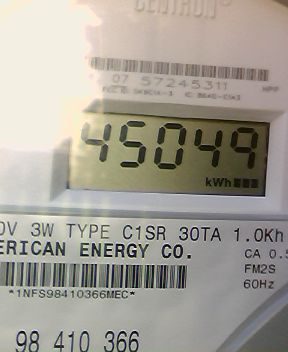 CENTRON
07 57245311
45049
kWh
0V 3W TYPE C1SR 30TA 1.0Kh
ERICAN ENERGY CO.
CA 0.5
*1NFS98410366MEC*
FM2S
60Hz
98 410 366